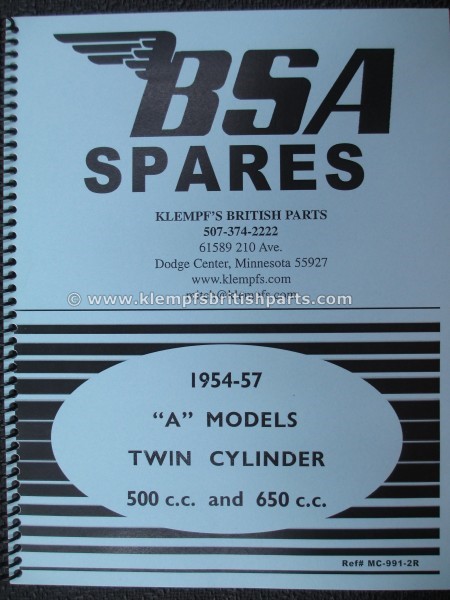 BSA
SPARES
KLEMPF'S BRITISH PARTS
507-374-2222
61589 210 Ave.
Dodge Center, Minnesota 55927
www.klempfs.com
© www.klempfsbritishparts.com
1954-57
"A" MODELS
TWIN CYLINDER
500 c.c. and 650 c.c.
Ref# MC-991-2R